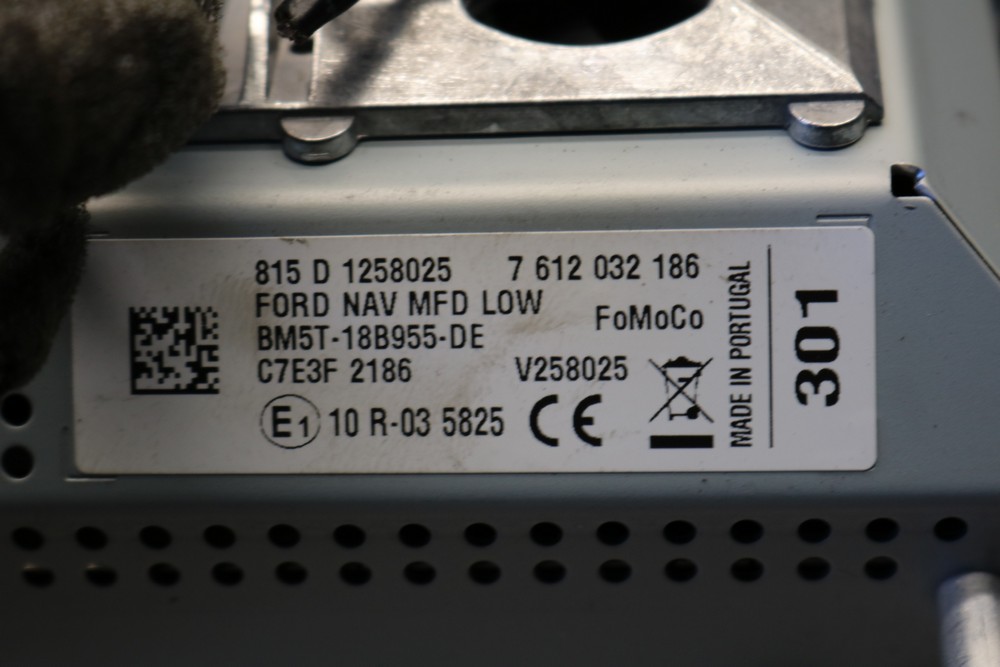 815 D 1258025 7 612 032 186
FORD NAV MFD LOW
FoMoCo
BM5T-18B955-DE
C7E3F 2186 V258025
E1 10 R-03 5825 CE
MADE IN PORTUGAL
301